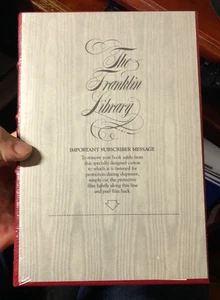 The
Franklin
Library
IMPORTANT SUBSCRIBER MESSAGE
To remove your book safely from
this specially designed carton
to which it is fastened for
protection during shipment,
simply cut the protective
film lightly along this line
and peel film back.